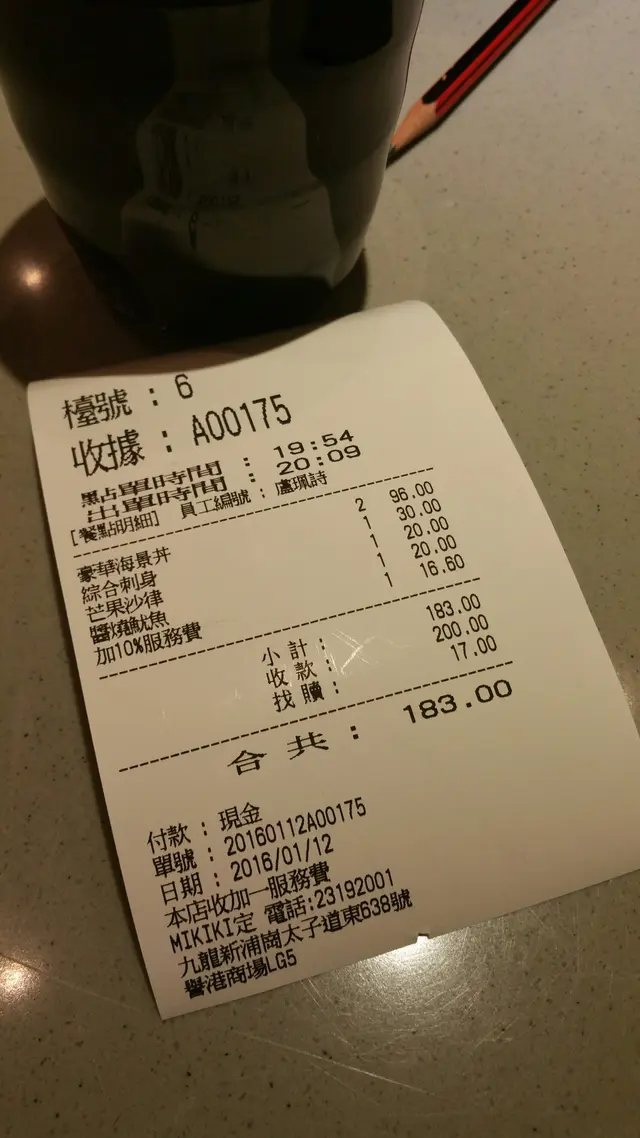 檯號 : 6
收據 : A00175
點單時間 : 19:54
出單時間 : 20:09
[餐點明細] 員工編號 : 盧珮詩
豪華海景丼 2 96.00
綜合刺身 1 30.00
芒果沙律 1 20.00
醬燒魷魚 1 20.00
加10%服務費 1 16.60
小計 : 183.00
收款 : 200.00
找贖 : 17.00
合共 : 183.00
付款 : 現金
單號 : 20160112A00175
日期 : 2016/01/12
本店收加一服務費
MIKIKI定 電話:23192001
九龍新浦崗太子道東638號
譽港商場LG5